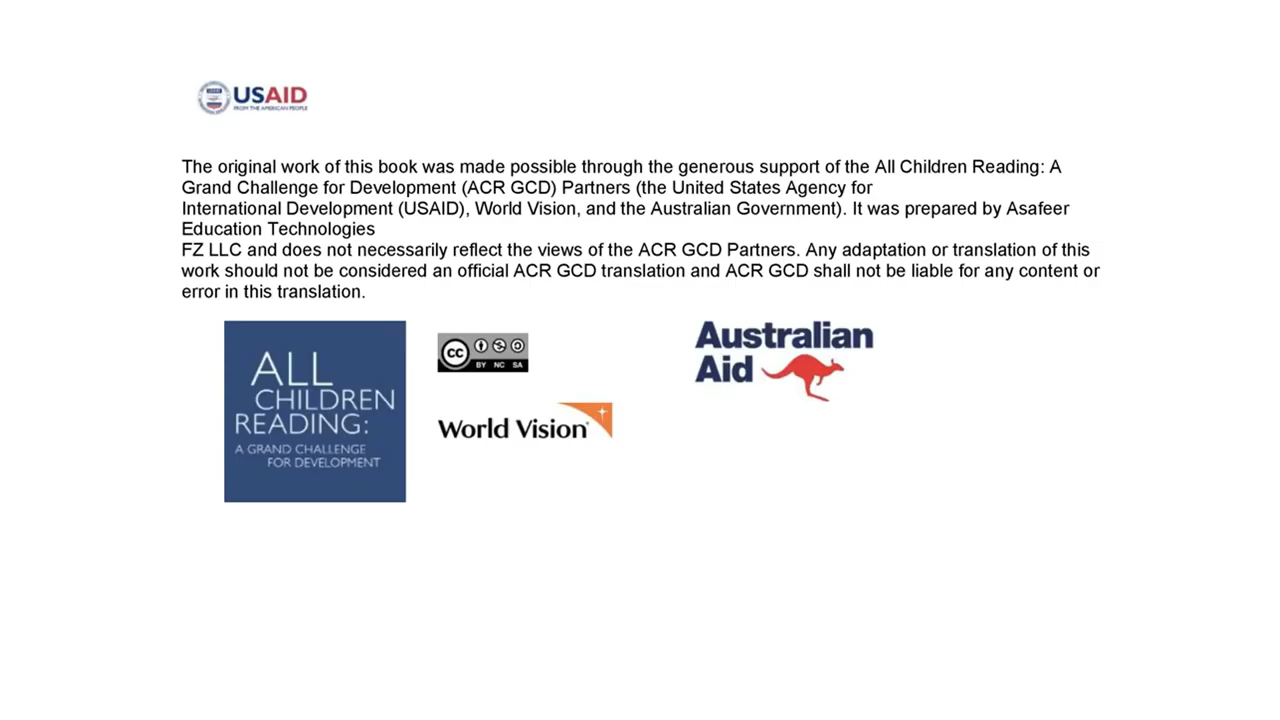 USAID
FROM THE AMERICAN PEOPLE
The original work of this book was made possible through the generous support of the All Children Reading: A
Grand Challenge for Development (ACR GCD) Partners (the United States Agency for
International Development (USAID), World Vision, and the Australian Government). It was prepared by Asafeer
Education Technologies
FZ LLC and does not necessarily reflect the views of the ACR GCD Partners. Any adaptation or translation of this
work should not be considered an official ACR GCD translation and ACR GCD shall not be liable for any content or
error in this translation.
ALL
CHILDREN
READING:
A GRAND CHALLENGE
FOR DEVELOPMENT
cc
BY NC SA
World Vision
Australian
Aid